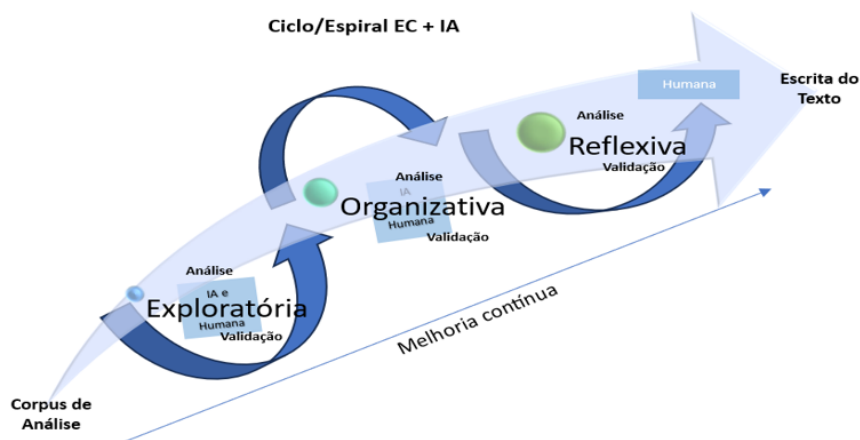 Ciclo/Espiral EC + IA
Escrita do
Texto
Humana
Análise
Reflexiva
Validação
Análise
IA
Organizativa
Humana
Validação
Análise
IA e
Exploratória
Humana
Validação
Melhoria contínua
Corpus de
Análise